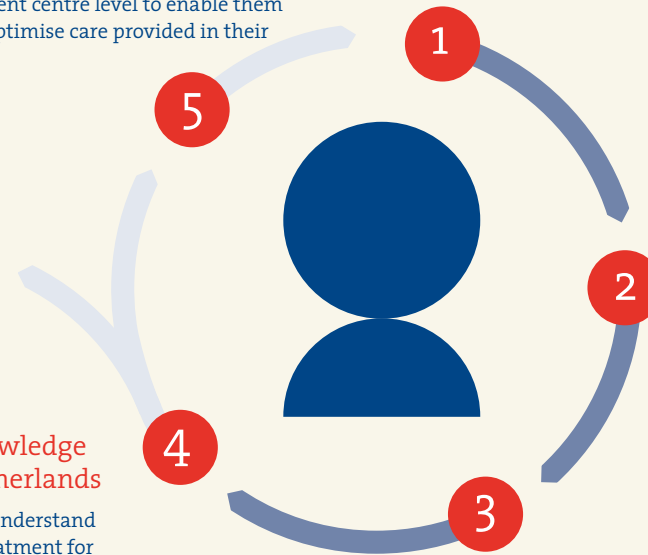 ent centre level to enable them
ptimise care provided in their
1
5
2
4
3
wledge
herlands
nderstand
atment for